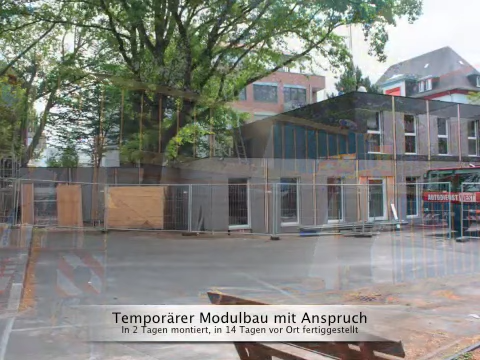 Temporärer Modulbau mit Anspruch
In 2 Tagen montiert, in 14 Tagen vor Ort fertiggestellt